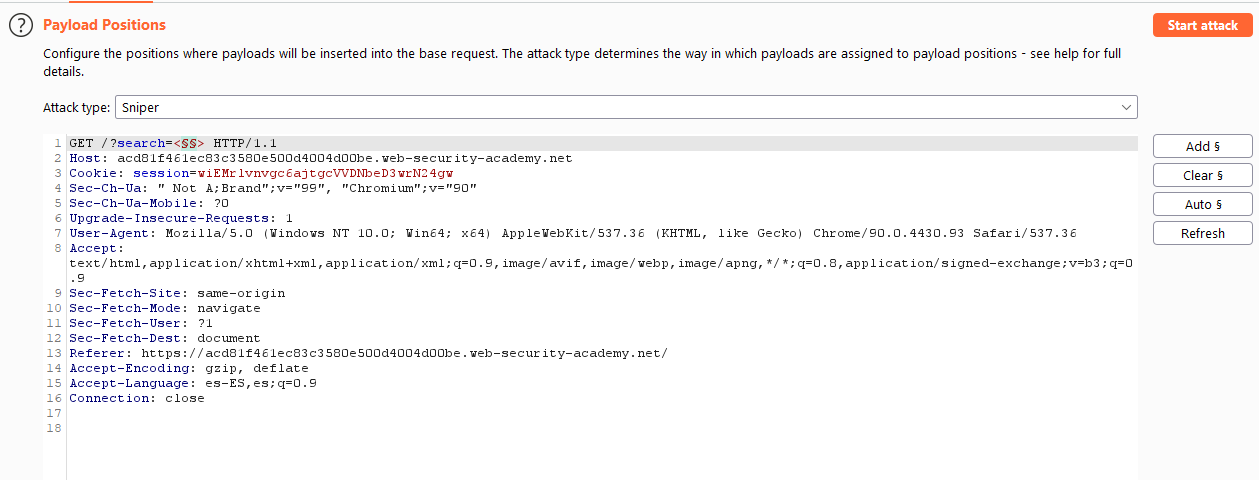 Payload Positions
Start attack
Configure the positions where payloads will be inserted into the base request. The attack type determines the way in which payloads are assigned to payload positions - see help for full
details.
Attack type: Sniper
1 GET /?search=<§§> HTTP/1.1
2 Host: acd81f461ec83c3580e500d4004d00be.web-security-academy.net
3 Cookie: session=wiEMrlvnvgc6ajtgcVVDNbeD3wrN24gw
4 Sec-Ch-Ua: " Not A;Brand";v="99", "Chromium";v="90"
5 Sec-Ch-Ua-Mobile: ?0
6 Upgrade-Insecure-Requests: 1
7 User-Agent: Mozilla/5.0 (Windows NT 10.0; Win64; x64) AppleWebKit/537.36 (KHTML, like Gecko) Chrome/90.0.4430.93 Safari/537.36
8 Accept:
text/html,application/xhtml+xml,application/xml;q=0.9,image/avif,image/webp,image/apng,*/*;q=0.8,application/signed-exchange;v=b3;q=0
.9
9 Sec-Fetch-Site: same-origin
10 Sec-Fetch-Mode: navigate
11 Sec-Fetch-User: ?1
12 Sec-Fetch-Dest: document
13 Referer: https://acd81f461ec83c3580e500d4004d00be.web-security-academy.net/
14 Accept-Encoding: gzip, deflate
15 Accept-Language: es-ES,es;q=0.9
16 Connection: close
17
18
Add §
Clear §
Auto §
Refresh